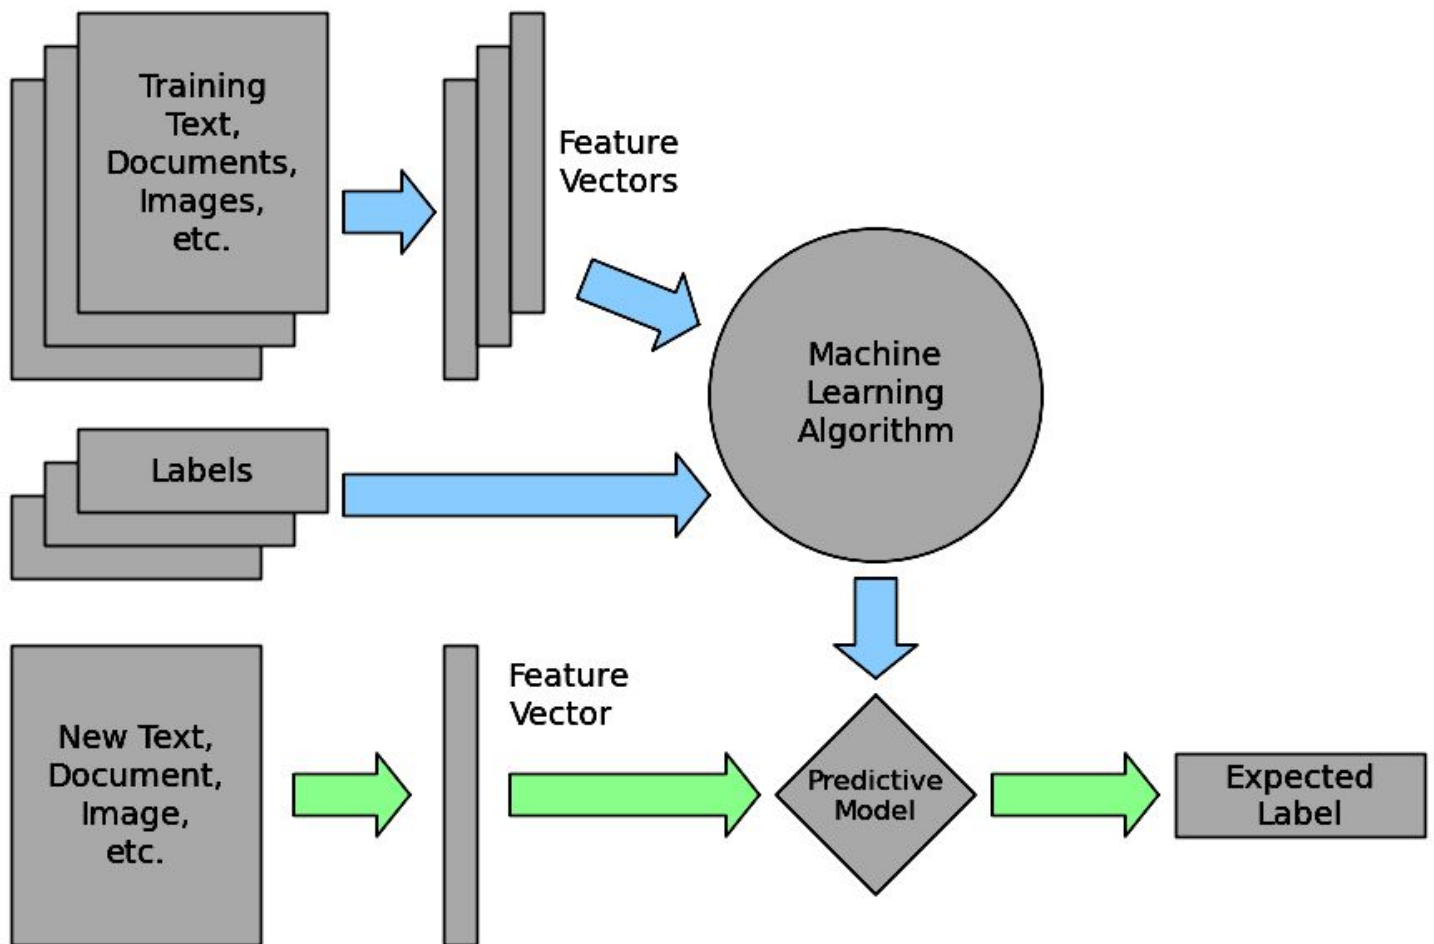 Training
Text,
Documents,
Images,
etc.
Feature
Vectors
Machine
Learning
Algorithm
Labels
New Text,
Document,
Image,
etc.
Feature
Vector
Predictive
Model
Expected
Label